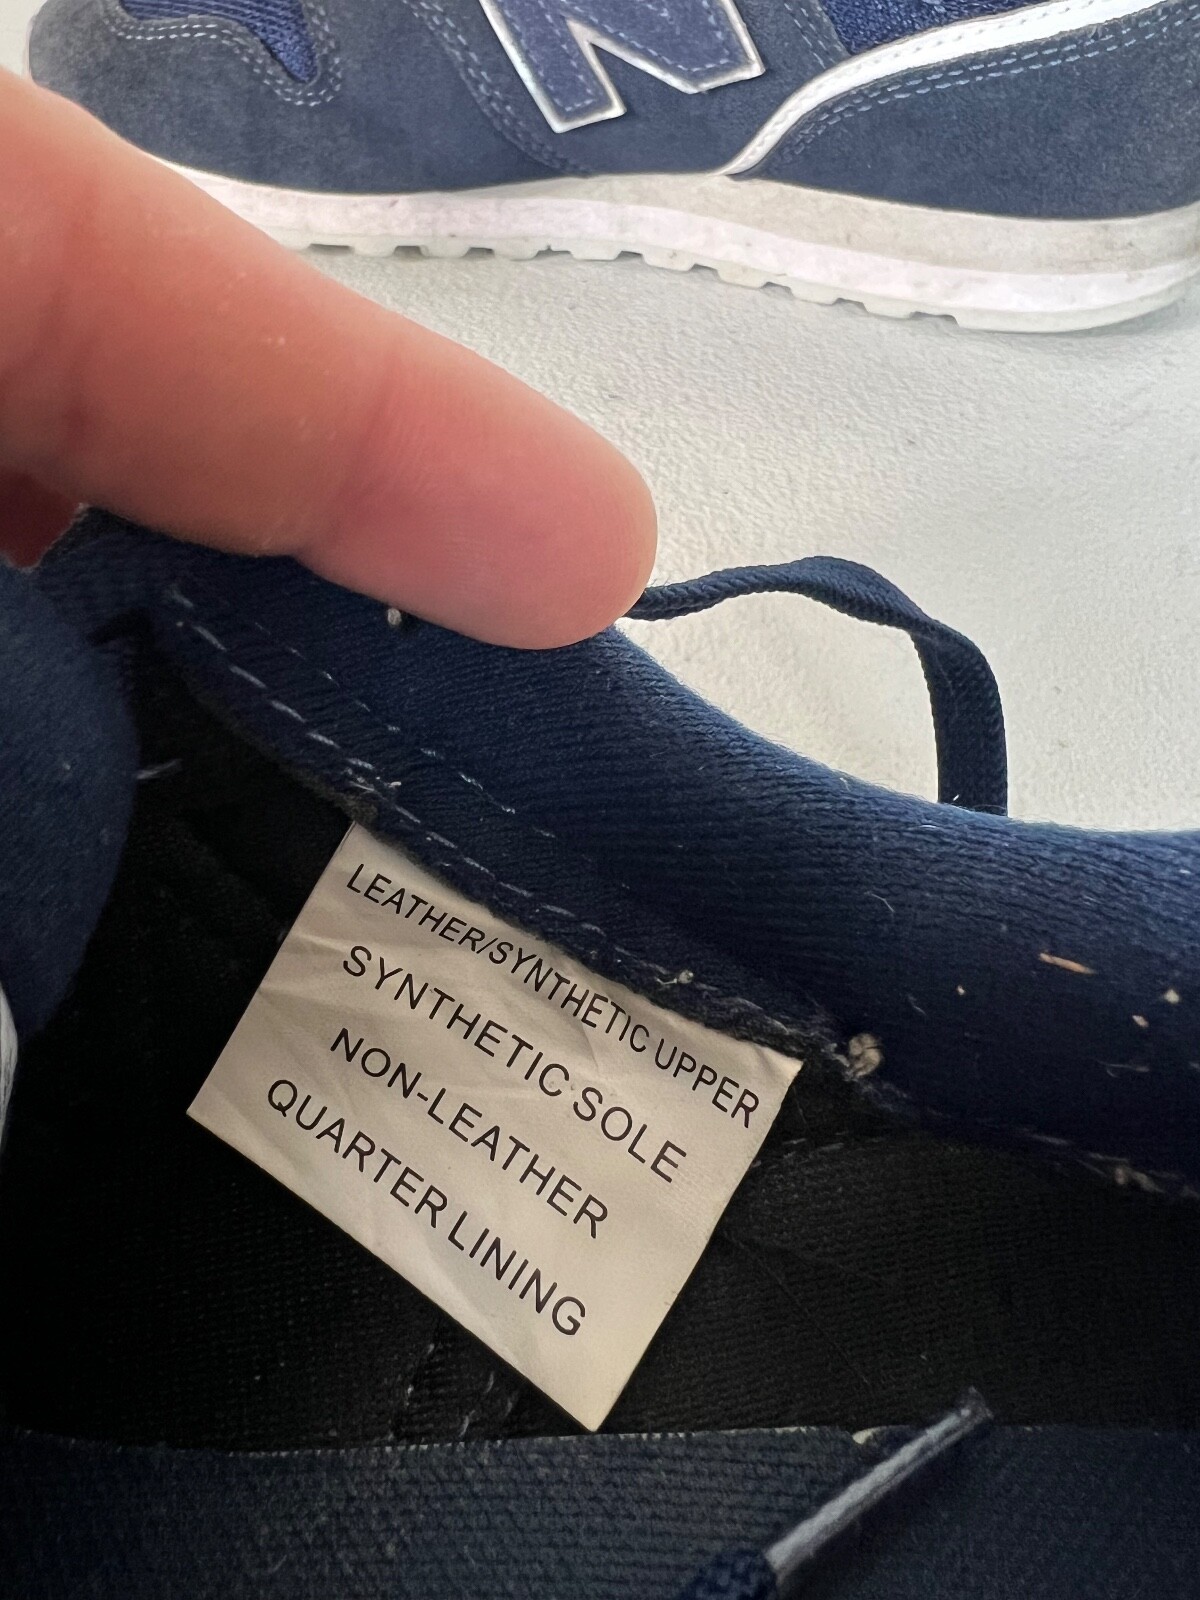 N
LEATHER/SYNTHETIC UPPER
SYNTHETIC SOLE
NON-LEATHER
QUARTER LINING